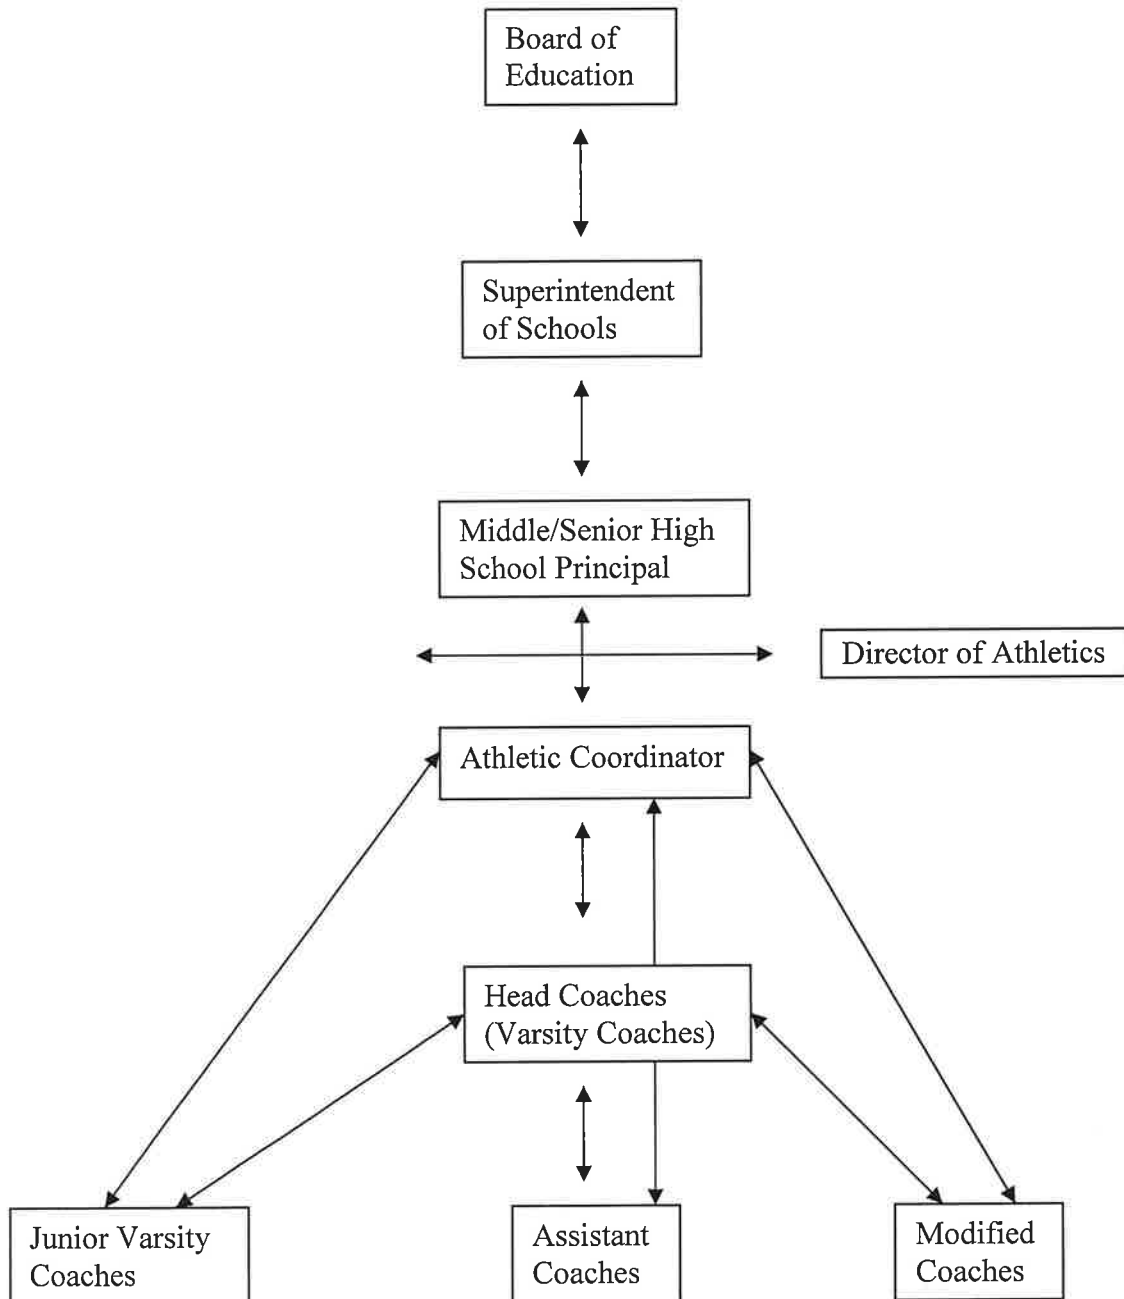 Board of
Education
Superintendent
of Schools
Middle/Senior High
School Principal
Director of Athletics
Athletic Coordinator
Head Coaches
(Varsity Coaches)
Junior Varsity
Coaches
Assistant
Coaches
Modified
Coaches